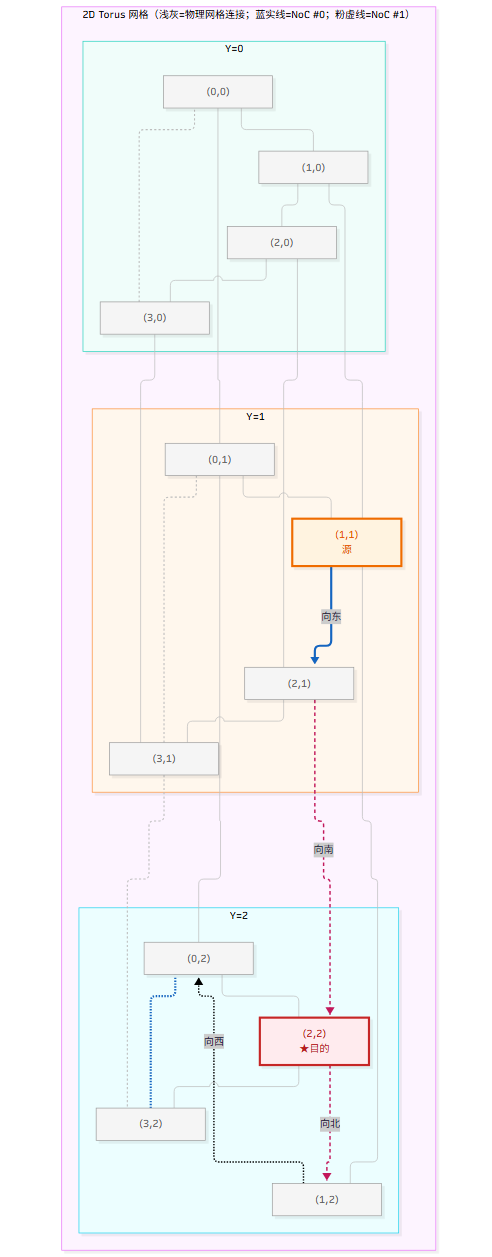 2D Torus 网格（浅灰=物理网格连接；蓝实线=NoC #0；粉虚线=NoC #1）
Y=0
(0,0)
(1,0)
(2,0)
(3,0)
Y=1
(0,1)
(1,1)
源
向东
(2,1)
(3,1)
向南
Y=2
(0,2)
(2,2)
★目的
向西
(3,2)
向北
(1,2)